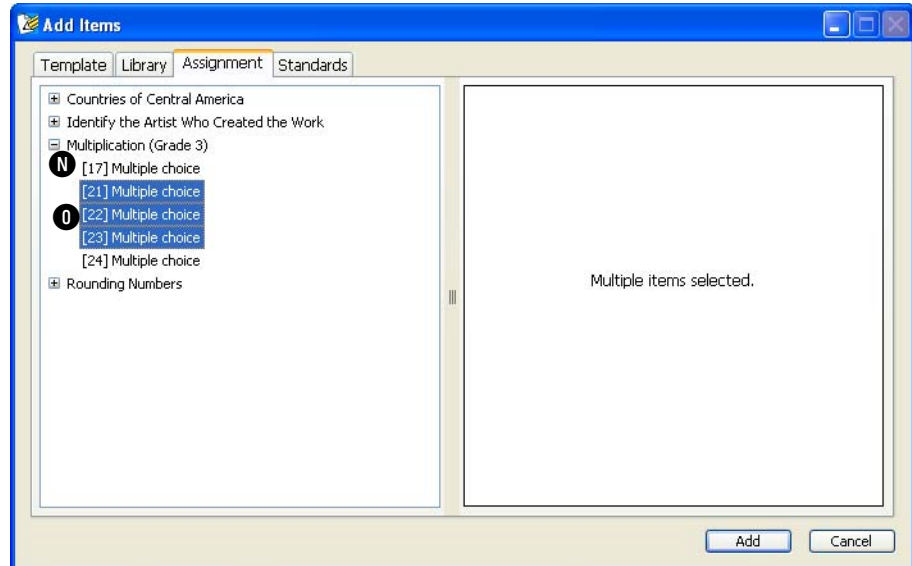 Add Items
Template Library Assignment Standards
Countries of Central America
Identify the Artist Who Created the Work
Multiplication (Grade 3)
N [17] Multiple choice
[21] Multiple choice
O [22] Multiple choice
[23] Multiple choice
[24] Multiple choice
Rounding Numbers
Multiple items selected.
Add Cancel